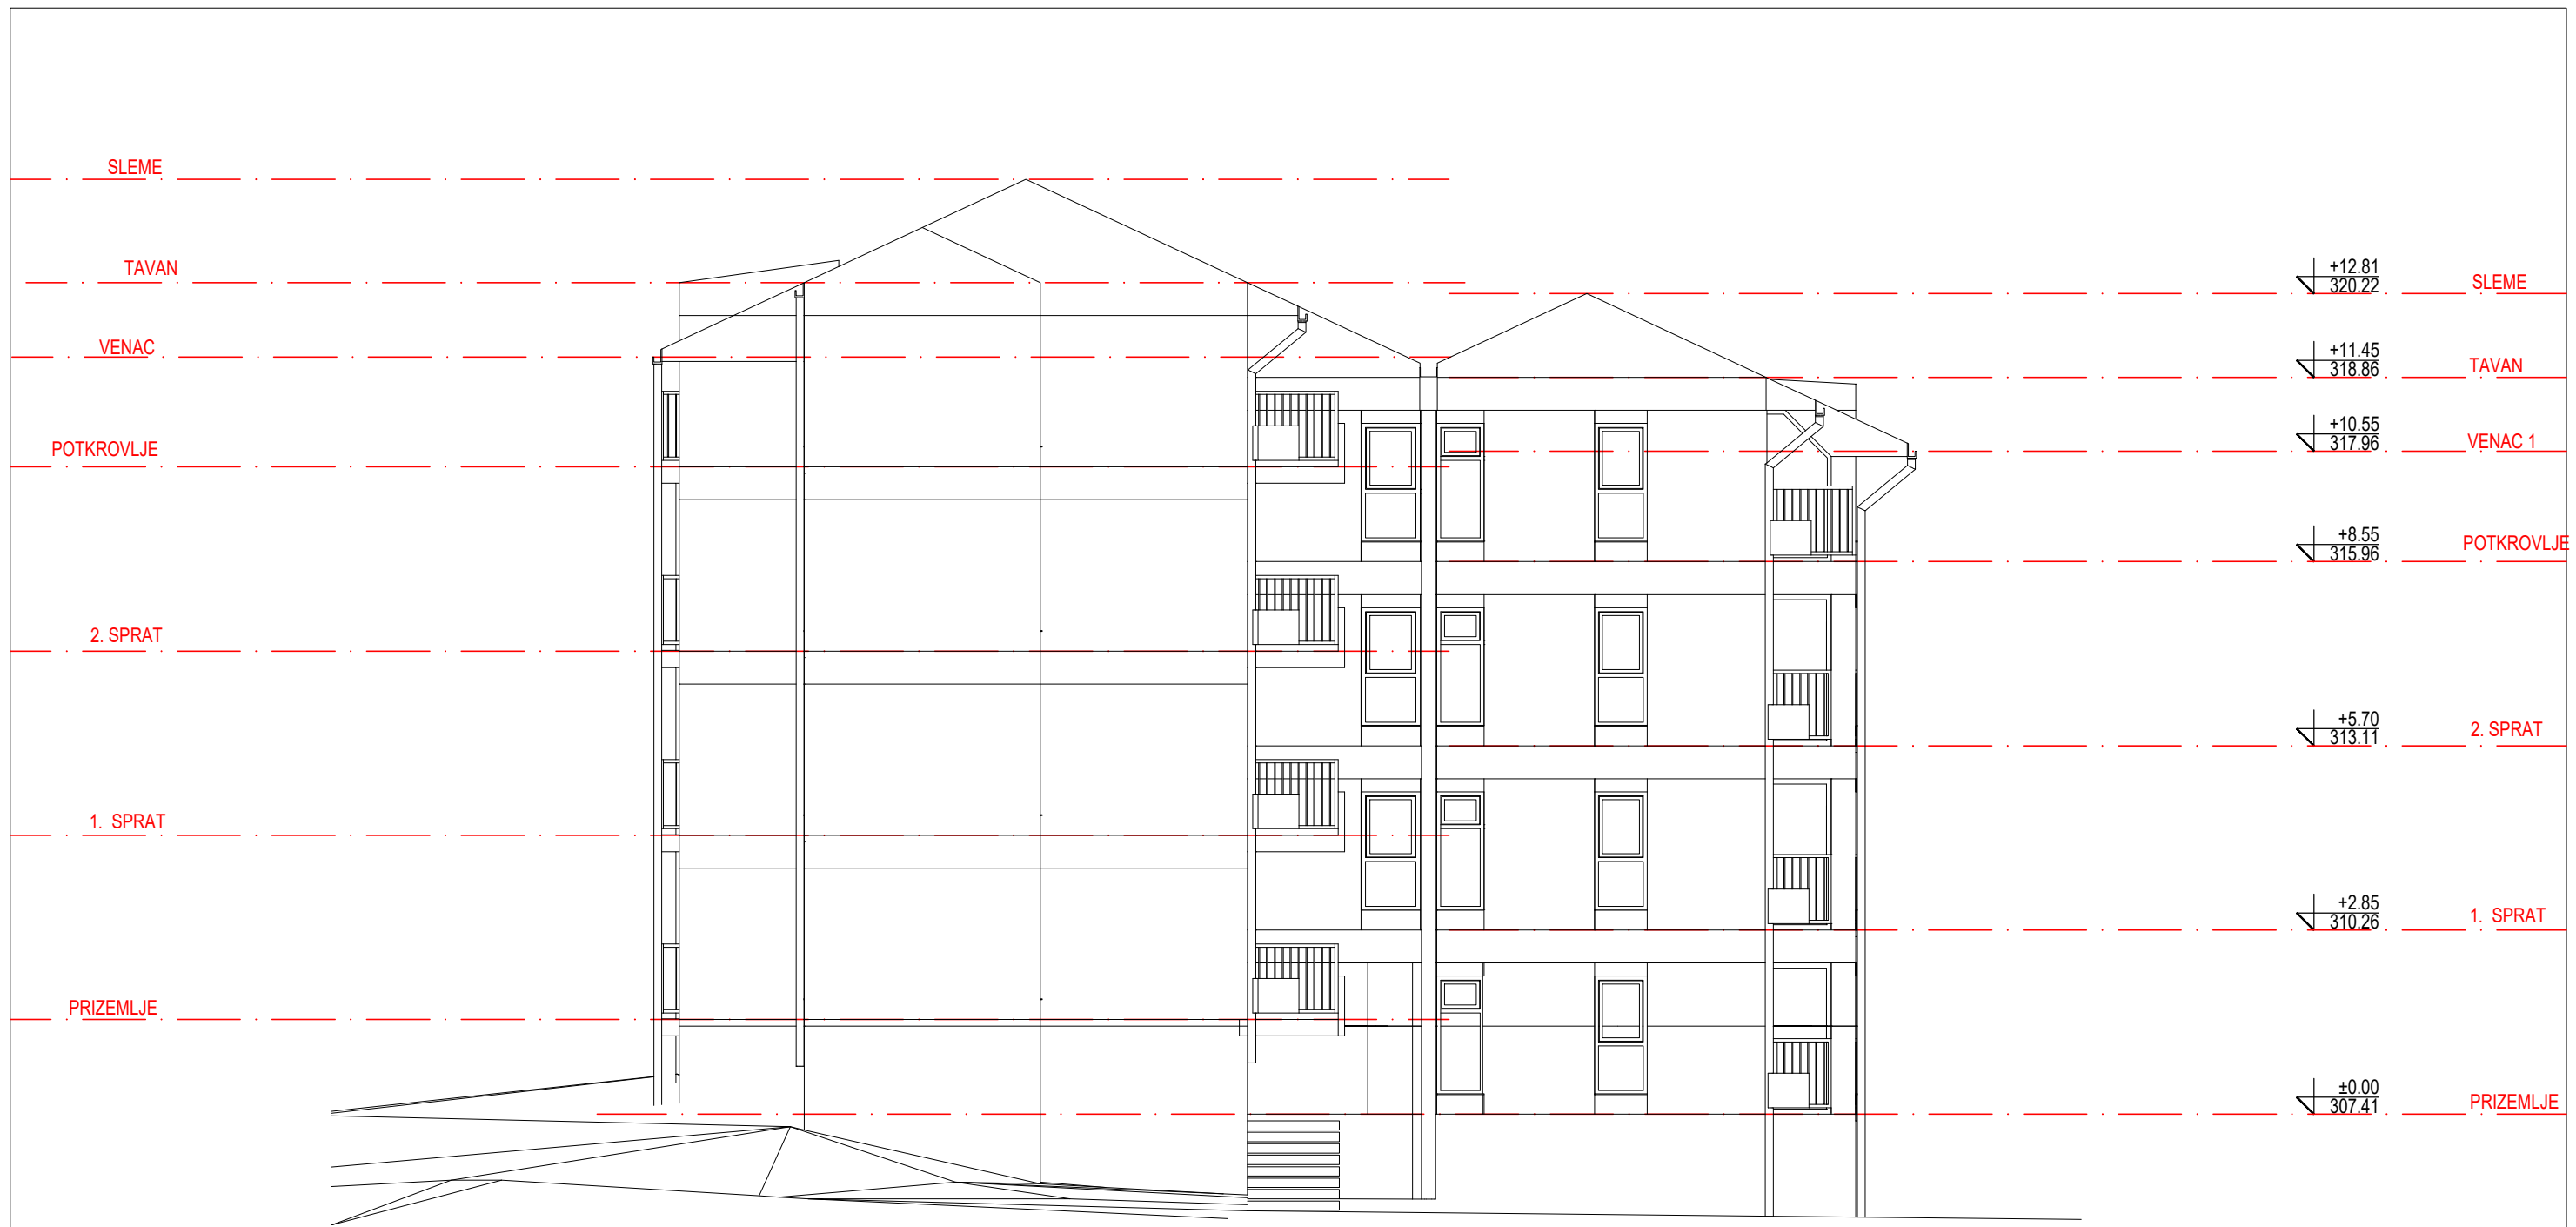 SLEME
TAVAN
+12.81
320.22
SLEME
VENAC
+11.45
318.86
TAVAN
POTKROVLJE
+10.55
317.96
VENAC 1
+8.55
315.96
POTKROVLJE
2. SPRAT
+5.70
313.11
2. SPRAT
1. SPRAT
+2.85
310.26
1. SPRAT
PRIZEMLJE
±0.00
307.41
PRIZEMLJE